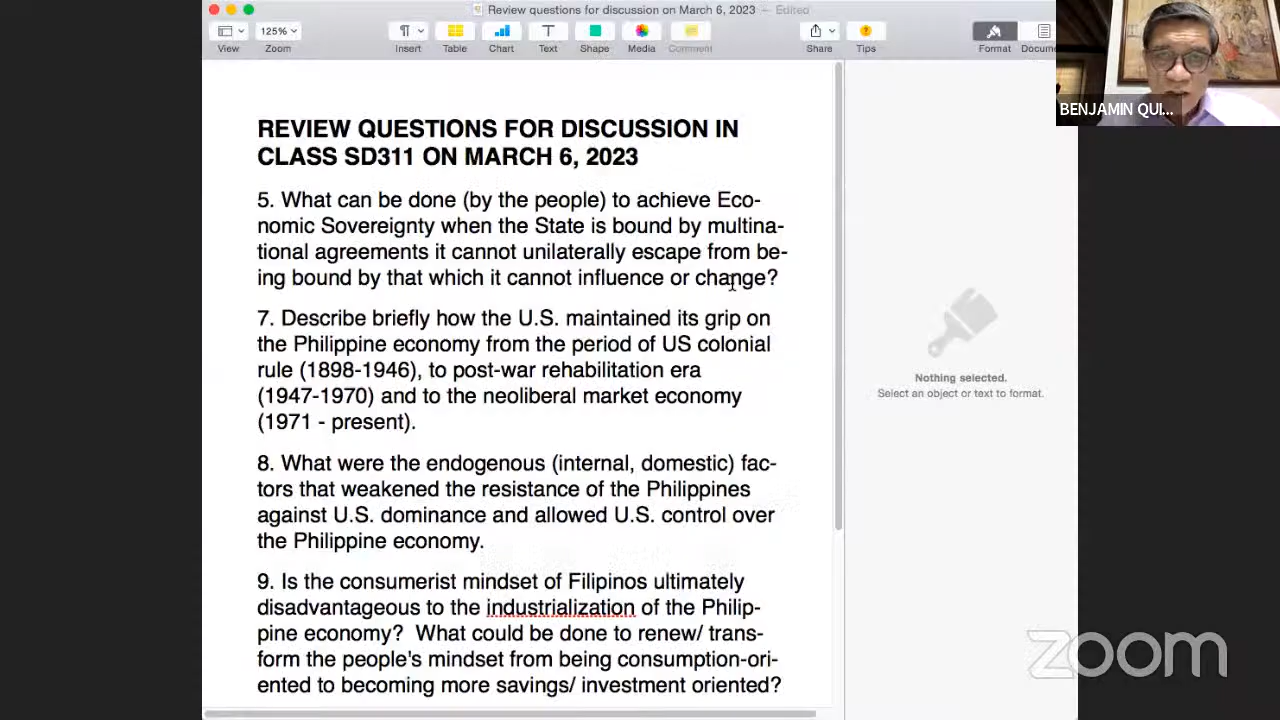 Review questions for discussion on March 6, 2023 — Edited
125%
View
Zoom
Insert
Table
Chart
Text
Shape
Media
Comment
Share
Tips
Format
Docume
BENJAMIN QUI...
REVIEW QUESTIONS FOR DISCUSSION IN
CLASS SD311 ON MARCH 6, 2023
5. What can be done (by the people) to achieve Eco-
nomic Sovereignty when the State is bound by multina-
tional agreements it cannot unilaterally escape from be-
ing bound by that which it cannot influence or change?
7. Describe briefly how the U.S. maintained its grip on
the Philippine economy from the period of US colonial
rule (1898-1946), to post-war rehabilitation era
(1947-1970) and to the neoliberal market economy
(1971 - present).
8. What were the endogenous (internal, domestic) fac-
tors that weakened the resistance of the Philippines
against U.S. dominance and allowed U.S. control over
the Philippine economy.
9. Is the consumerist mindset of Filipinos ultimately
disadvantageous to the industrialization of the Philip-
pine economy? What could be done to renew/ trans-
form the people's mindset from being consumption-ori-
ented to becoming more savings/ investment oriented?
Nothing selected.
Select an object or text to format.
zoom